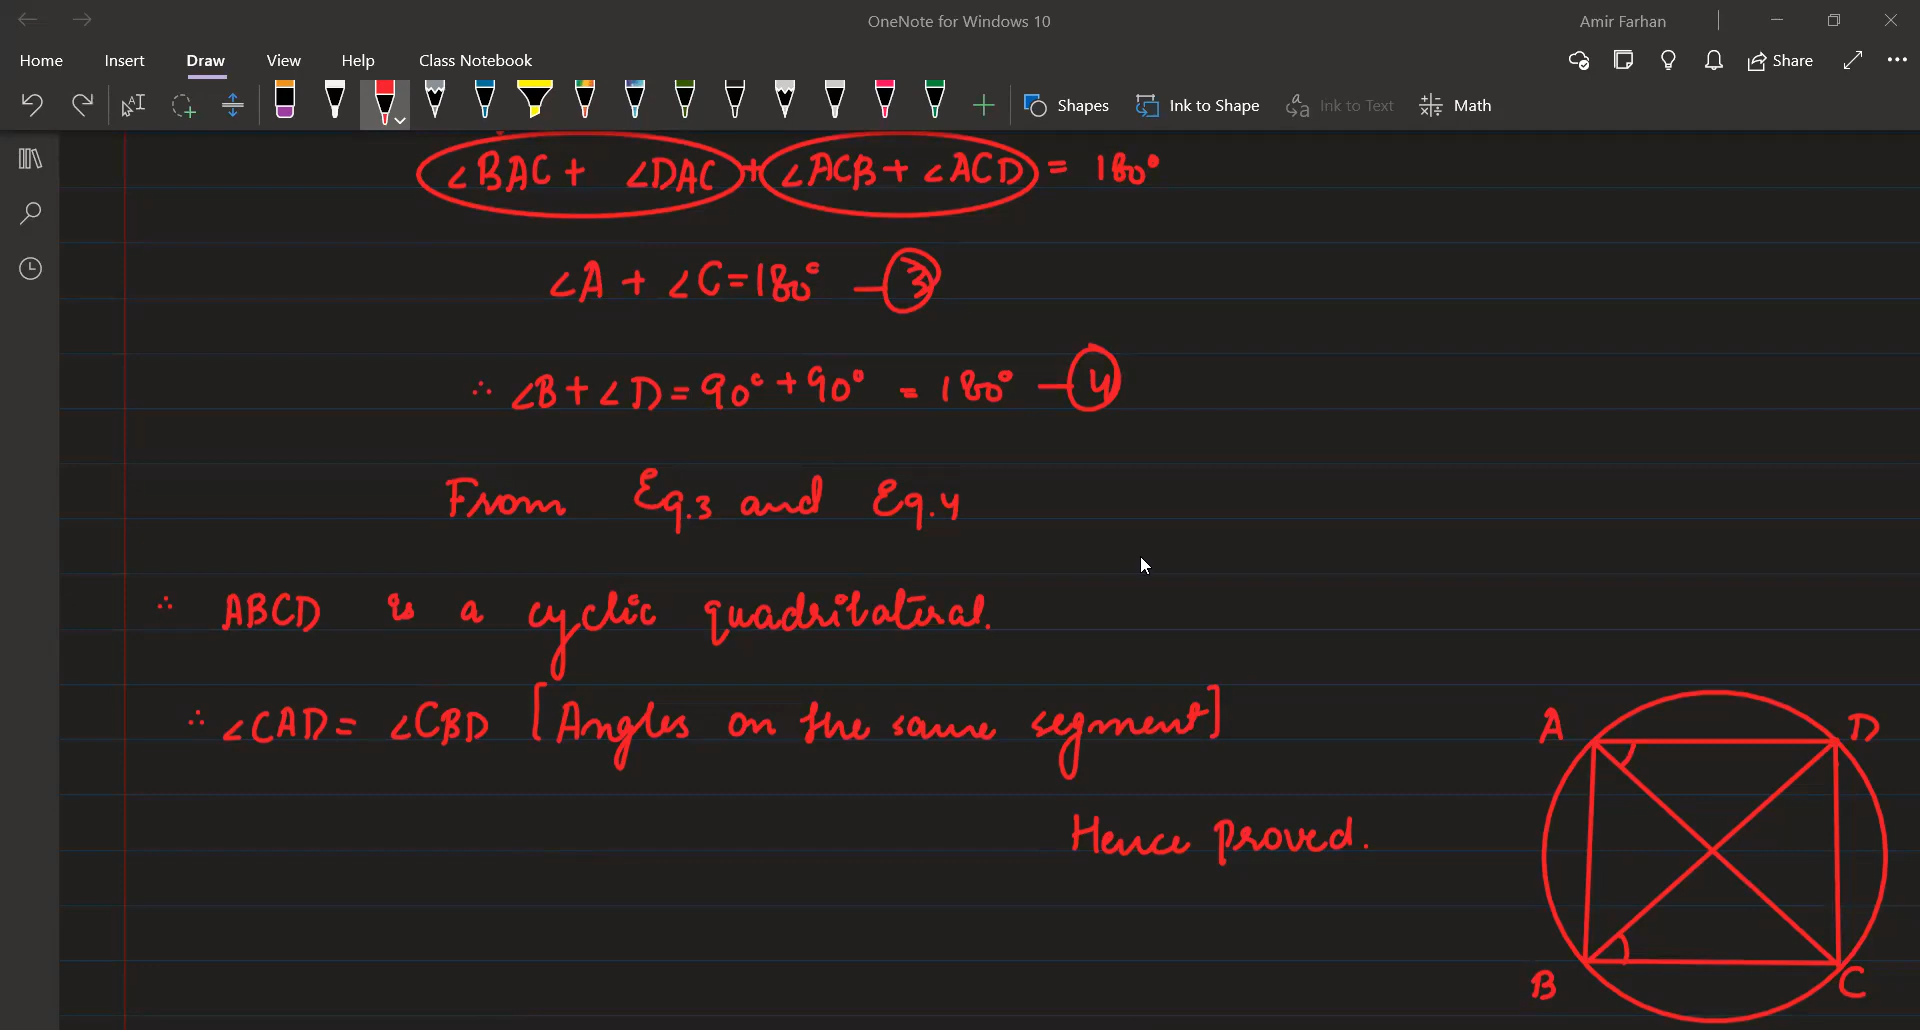 OneNote for Windows 10
Amir Farhan
Home Insert Draw View Help Class Notebook
Share
Shapes Ink to Shape Ink to Text Math
∠BAC + ∠DAC + ∠ACB + ∠ACD = 180°
∠A + ∠C = 180° — ③
∴ ∠B + ∠D = 90° + 90° = 180° — ④
From Eq.3 and Eq.4
∴ ABCD is a cyclic quadrilateral.
∴ ∠CAD = ∠CBD [Angles on the same segment]
Hence proved.
A D
B C